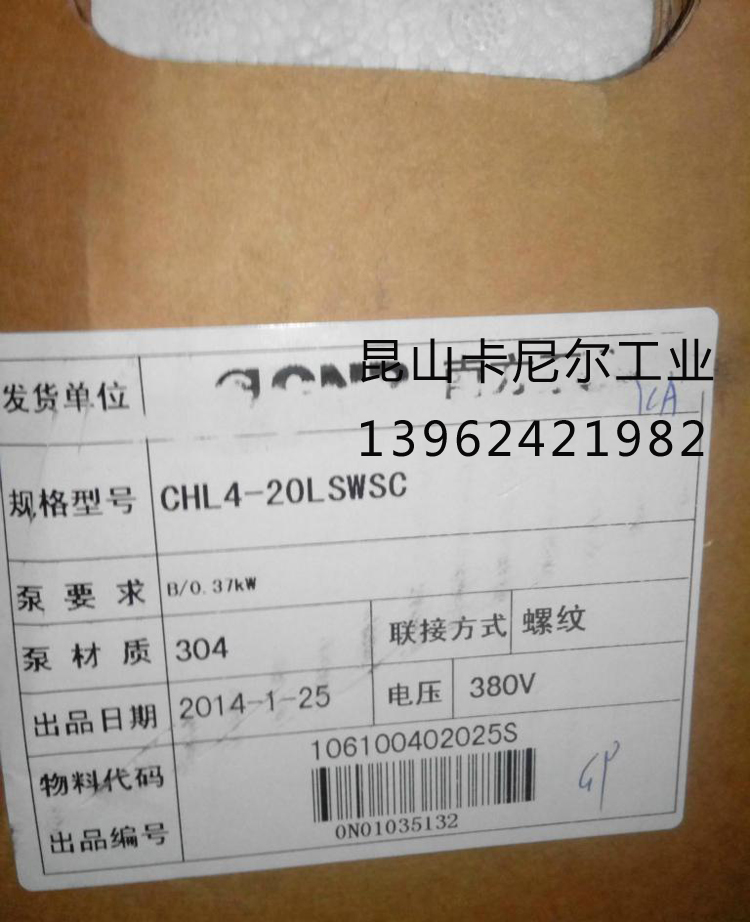 昆山卡尼尔工业
发货单位
13962421982
规格型号 CHL4-20LSWSC
泵要求 B/0.37kW
泵材质 304 联接方式 螺纹
出品日期 2014-1-25 电压 380V
物料代码 106100402025S
出品编号 0N01035132
GP